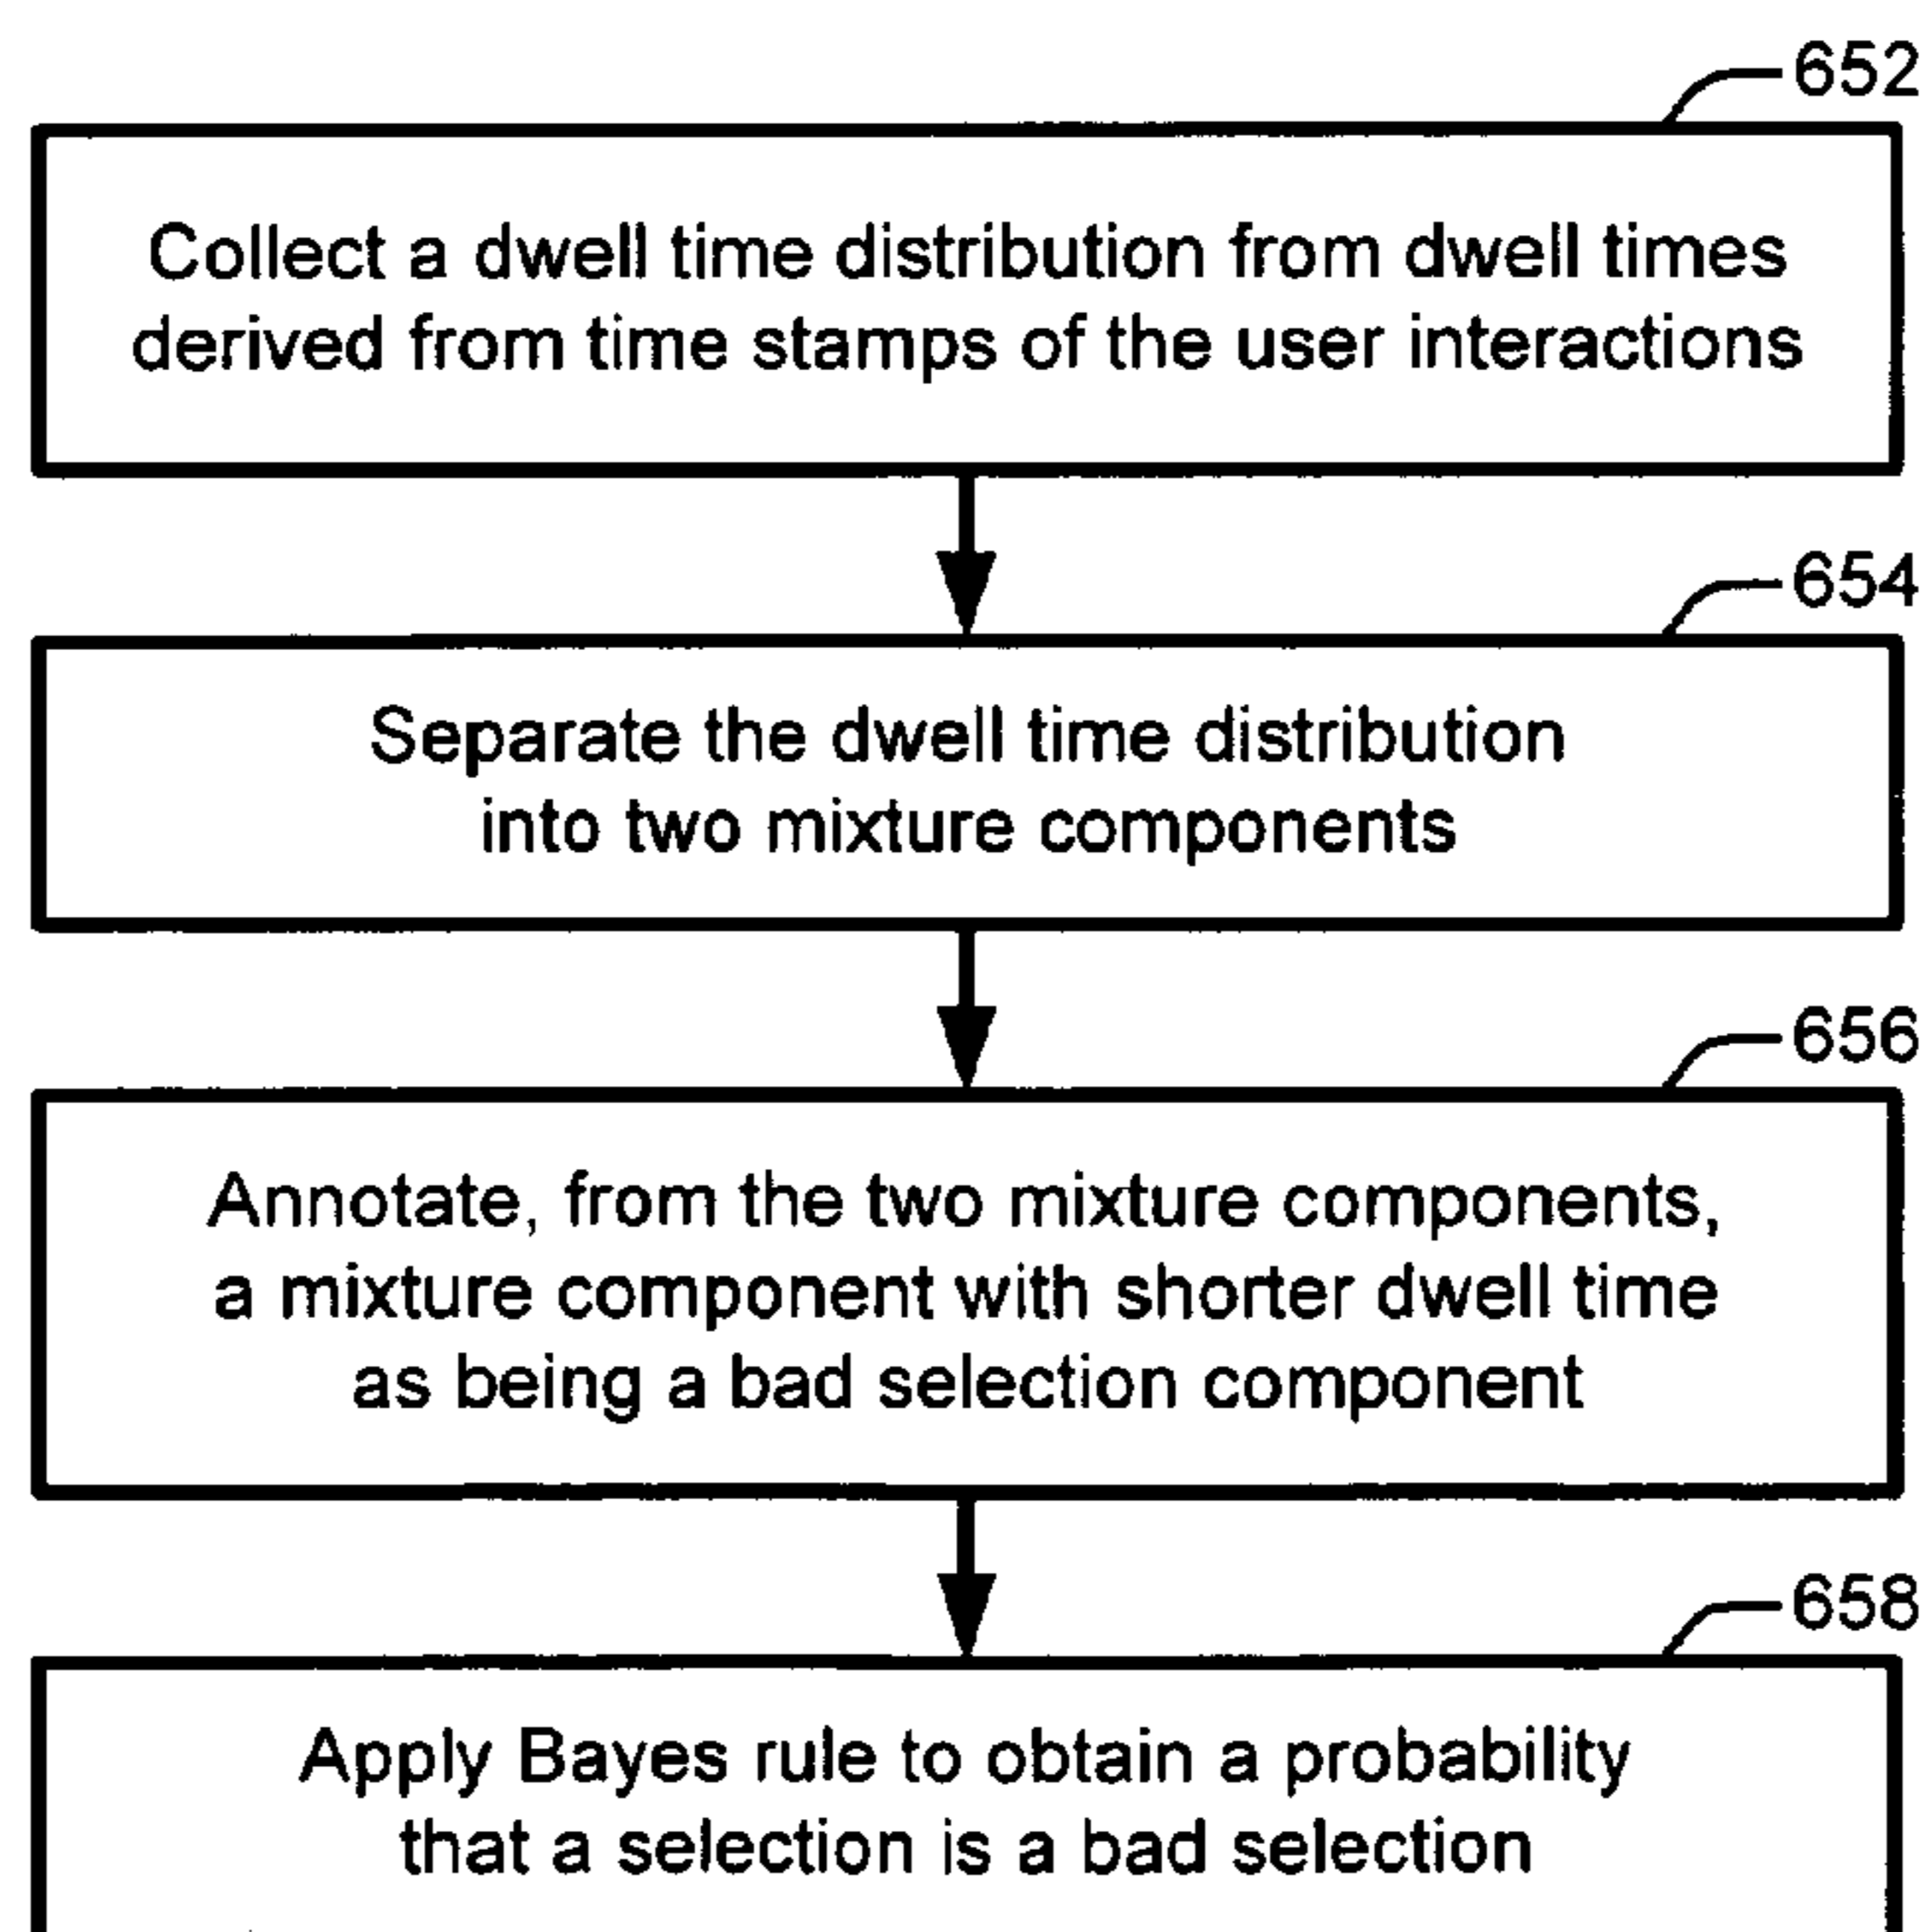 652
Collect a dwell time distribution from dwell times
derived from time stamps of the user interactions
654
Separate the dwell time distribution
into two mixture components
656
Annotate, from the two mixture components,
a mixture component with shorter dwell time
as being a bad selection component
658
Apply Bayes rule to obtain a probability
that a selection is a bad selection